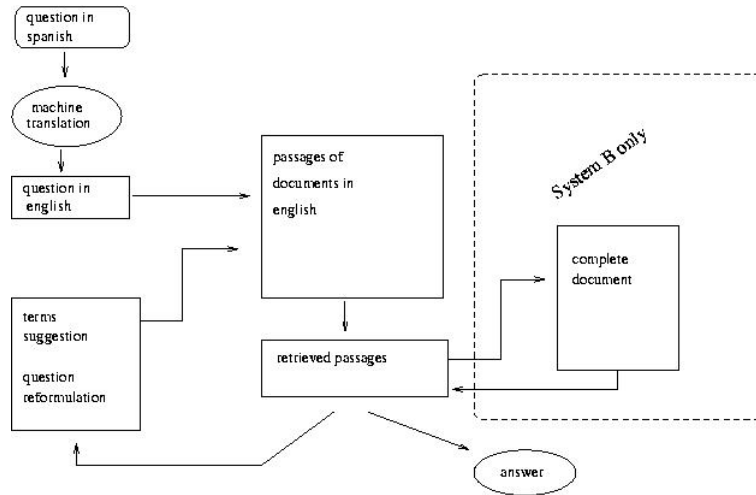 question in
spanish
machine
translation
question in
english
passages of
documents in
english
System B only
complete
document
terms
suggestion
question
reformulation
retrieved passages
answer